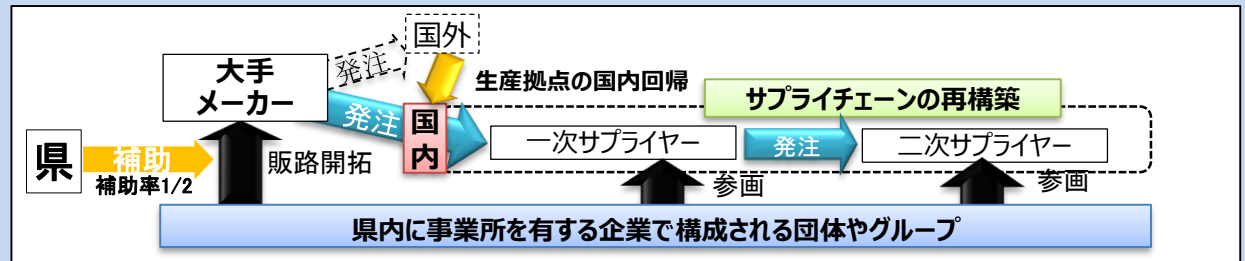 国外
大手
メーカー
発注
生産拠点の国内回帰
サプライチェーンの再構築
発注
国
内
一次サプライヤー
発注
二次サプライヤー
県
補助
補助率1/2
販路開拓
参画
参画
県内に事業所を有する企業で構成される団体やグループ